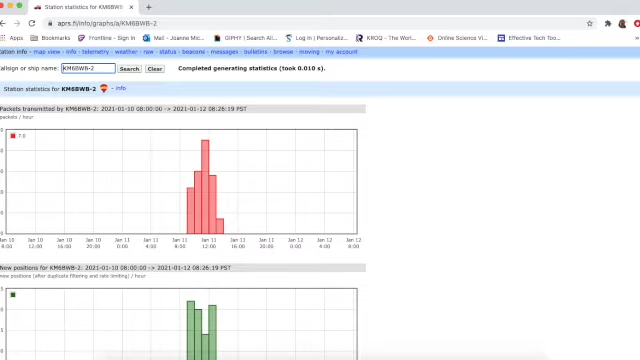 Station statistics for KM6BWB
aprs.fi/info/graphs/a/KM6BWB-2
Apps Bookmarks Frontline - Sign In Mail - Joanne Mic... GIPHY | Search All... Log In | Personaliz... KROQ - The World... Online Science Vi... Effective Tech Too...
tation info - map view - info - telemetry - weather - raw - status - beacons - messages - bulletins - browse - moving - my account
allsign or ship name: KM6BWB-2 Search Clear Completed generating statistics (took 0.010 s).
Station statistics for KM6BWB-2 - info
Packets transmitted by KM6BWB-2: 2021-01-10 08:00:00 -> 2021-01-12 08:26:19 PST
packets / hour
7.0
Jan 10 Jan 10 Jan 10 Jan 10 Jan 11 Jan 11 Jan 11 Jan 11 Jan 11 Jan 11 Jan 12 Jan 12 Jan 12
8:00 12:00 16:00 20:00 0:00 4:00 8:00 12:00 16:00 20:00 0:00 4:00 8:00
New positions for KM6BWB-2: 2021-01-10 08:00:00 -> 2021-01-12 08:26:19 PST
new positions (after duplicate filtering and rate limiting) / hour